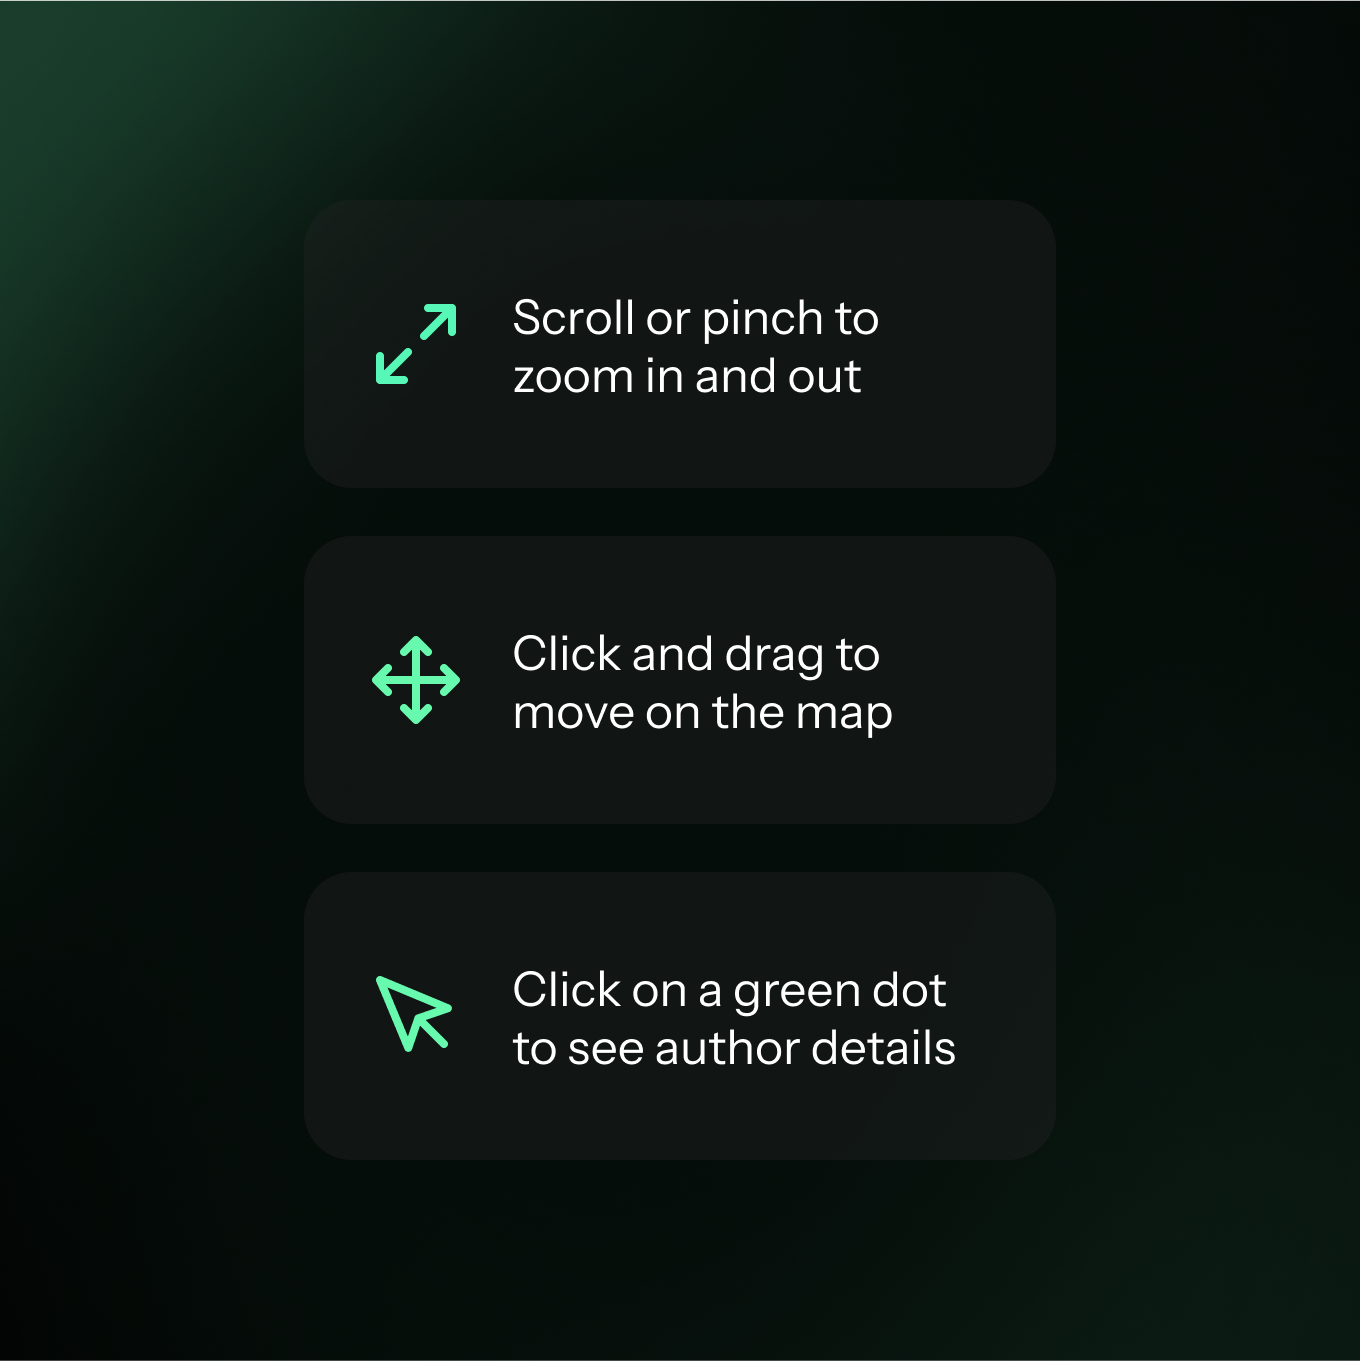 Scroll or pinch to
zoom in and out
Click and drag to
move on the map
Click on a green dot
to see author details